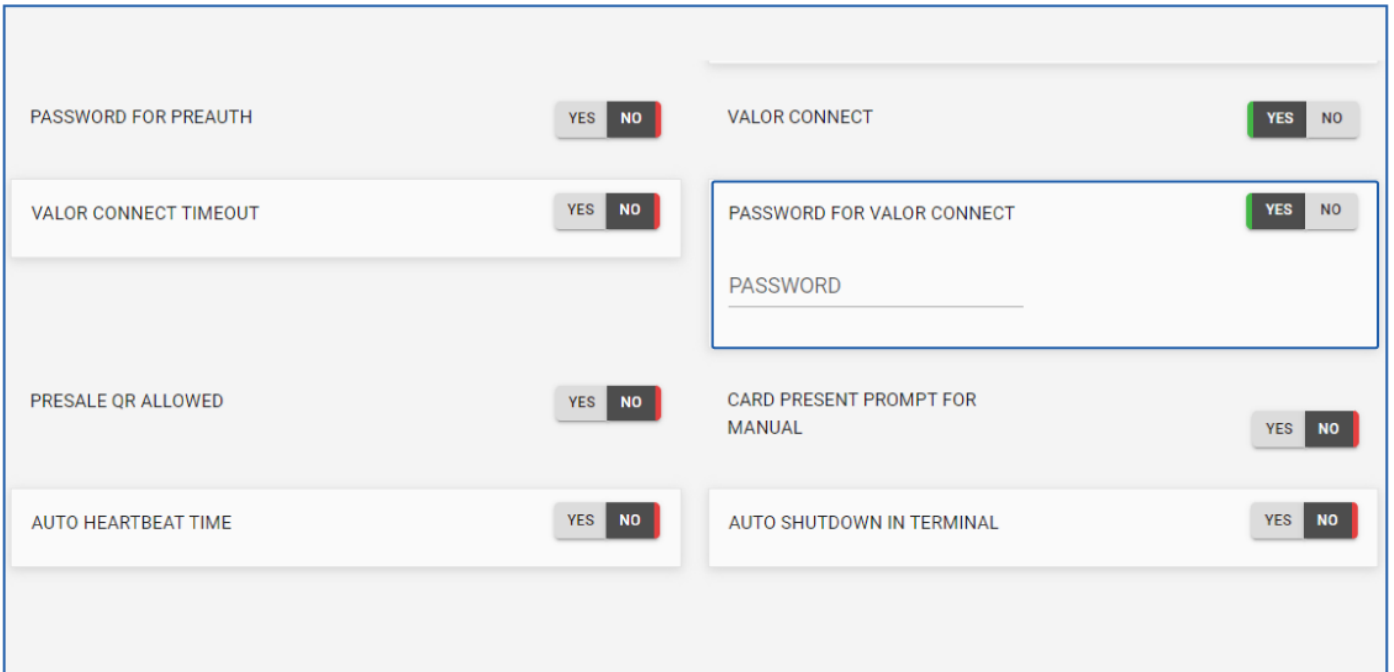 PASSWORD FOR PREAUTH YES NO VALOR CONNECT YES NO
VALOR CONNECT TIMEOUT YES NO PASSWORD FOR VALOR CONNECT YES NO
PASSWORD
PRESALE QR ALLOWED YES NO CARD PRESENT PROMPT FOR
MANUAL YES NO
AUTO HEARTBEAT TIME YES NO AUTO SHUTDOWN IN TERMINAL YES NO